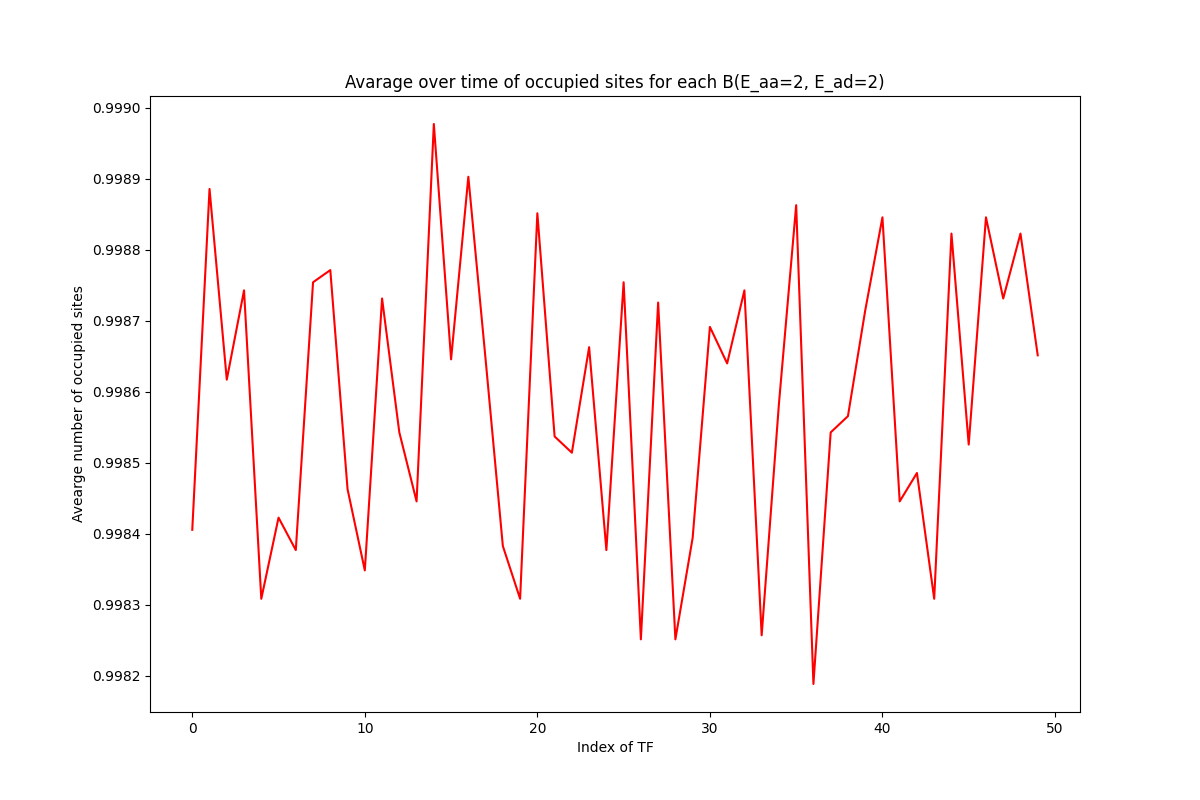 Avarage over time of occupied sites for each B(E_aa=2, E_ad=2)
0.9990
0.9989
0.9988
0.9987
0.9986
0.9985
0.9984
0.9983
0.9982
Avearge number of occupied sites
0 10 20 30 40 50
Index of TF